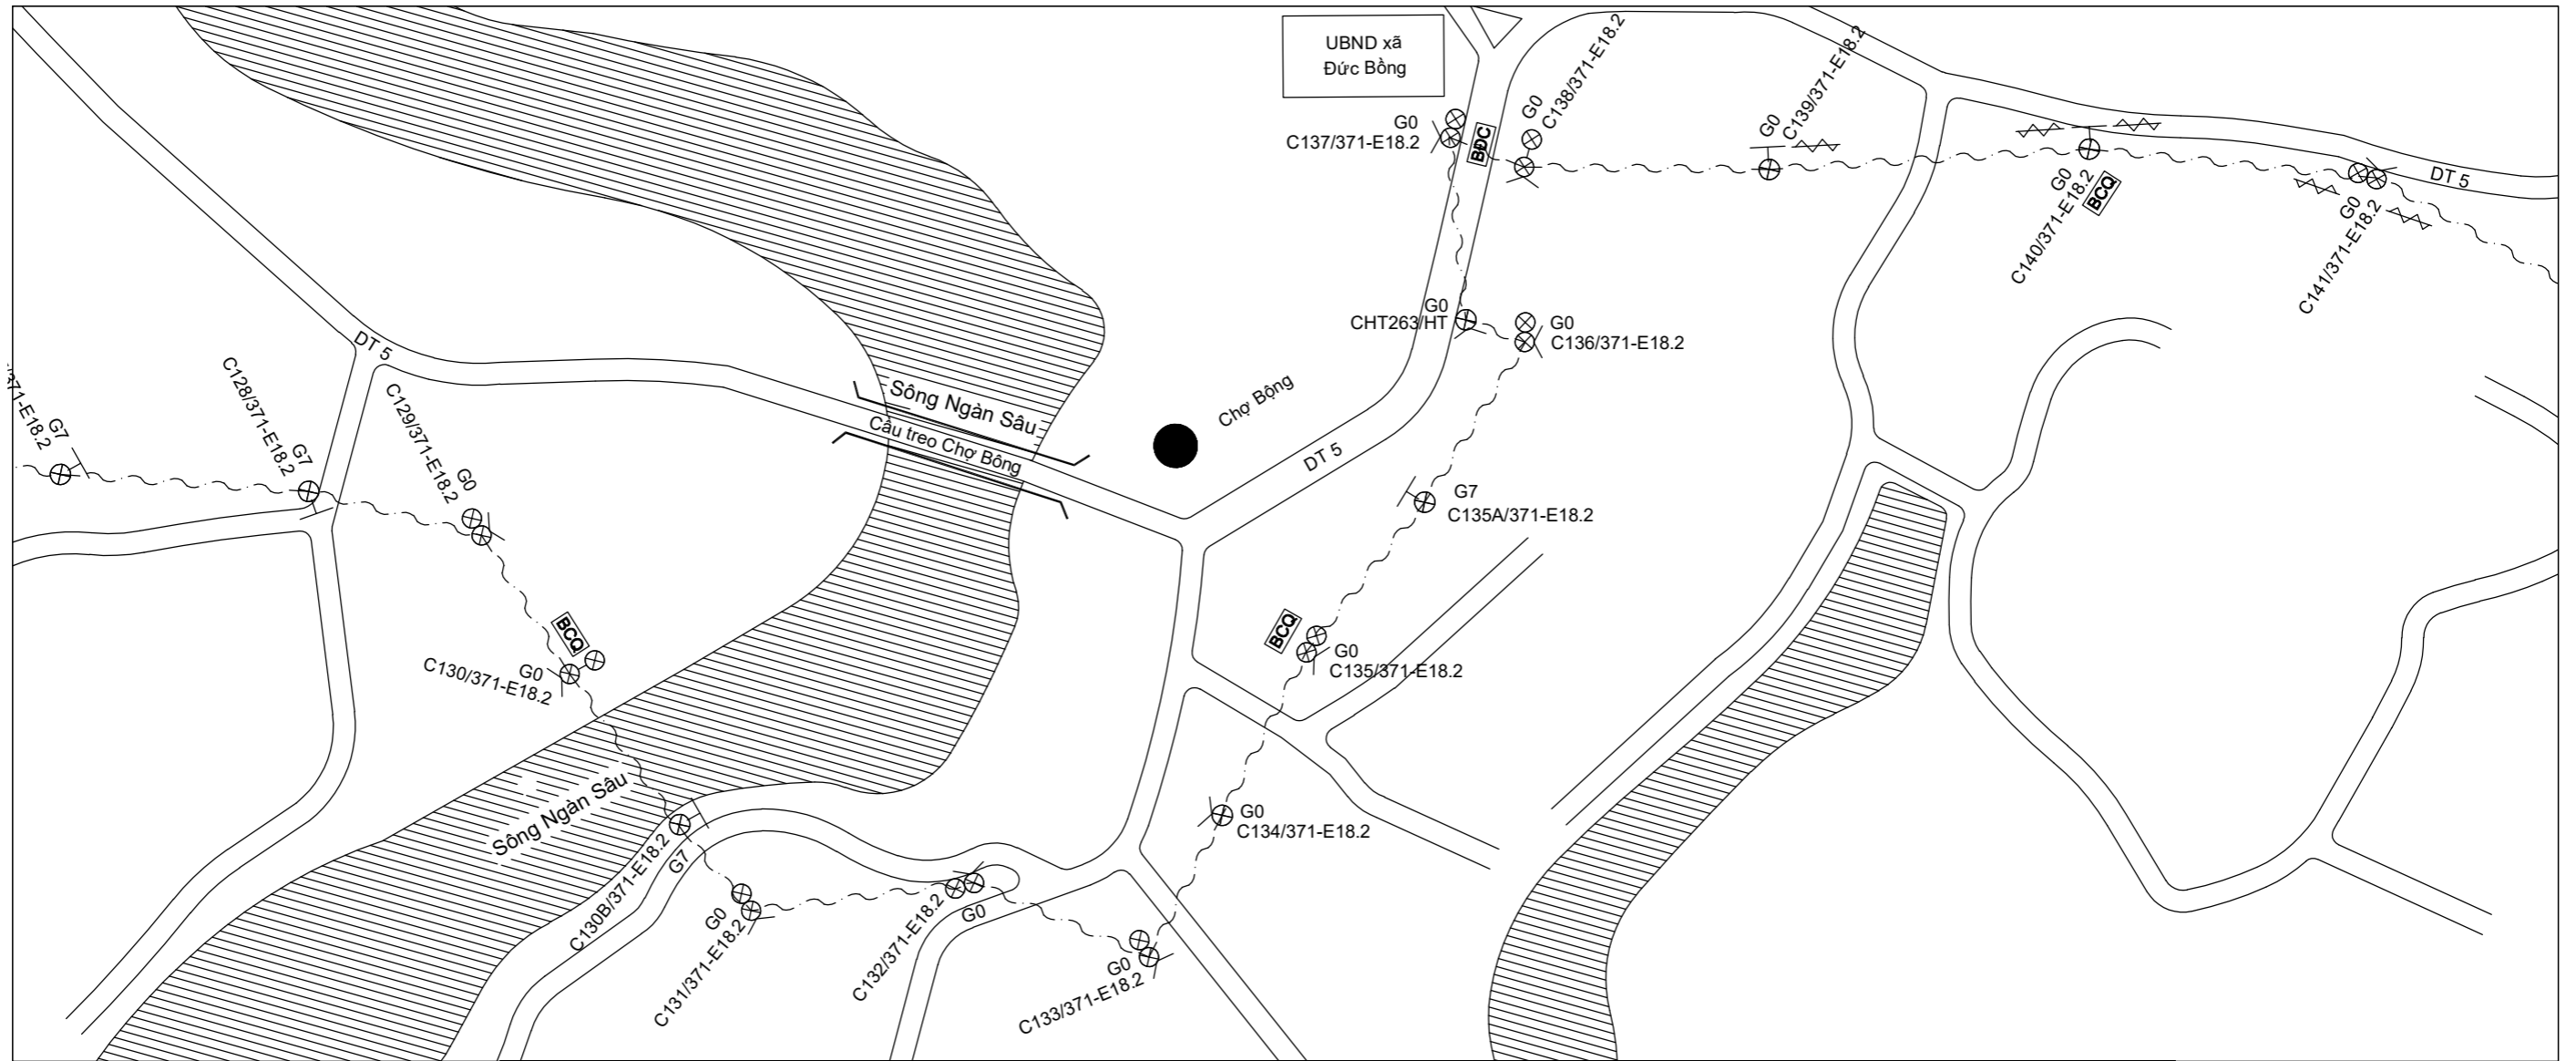 UBND xã
Đức Bồng
G0
C137/371-E18.2
BĐC
G0
C138/371-E18.2
G0
C139/371-E18.2
G0
C140/371-E18.2
BCQ
G0
C141/371-E18.2
DT 5
G0
CHT263/HT
G0
C136/371-E18.2
DT 5
/371-E18.2
G7
C128/371-E18.2
G7
C129/371-E18.2
G0
Sông Ngàn Sâu
Cầu treo Chợ Bông
Chợ Bộng
DT 5
G7
C135A/371-E18.2
BCQ
G0
C130/371-E18.2
BCQ
G0
C135/371-E18.2
Sông Ngàn Sâu
C130B/371-E18.2
G7
G0
C134/371-E18.2
G0
C131/371-E18.2
C132/371-E18.2
G0
G0
C133/371-E18.2